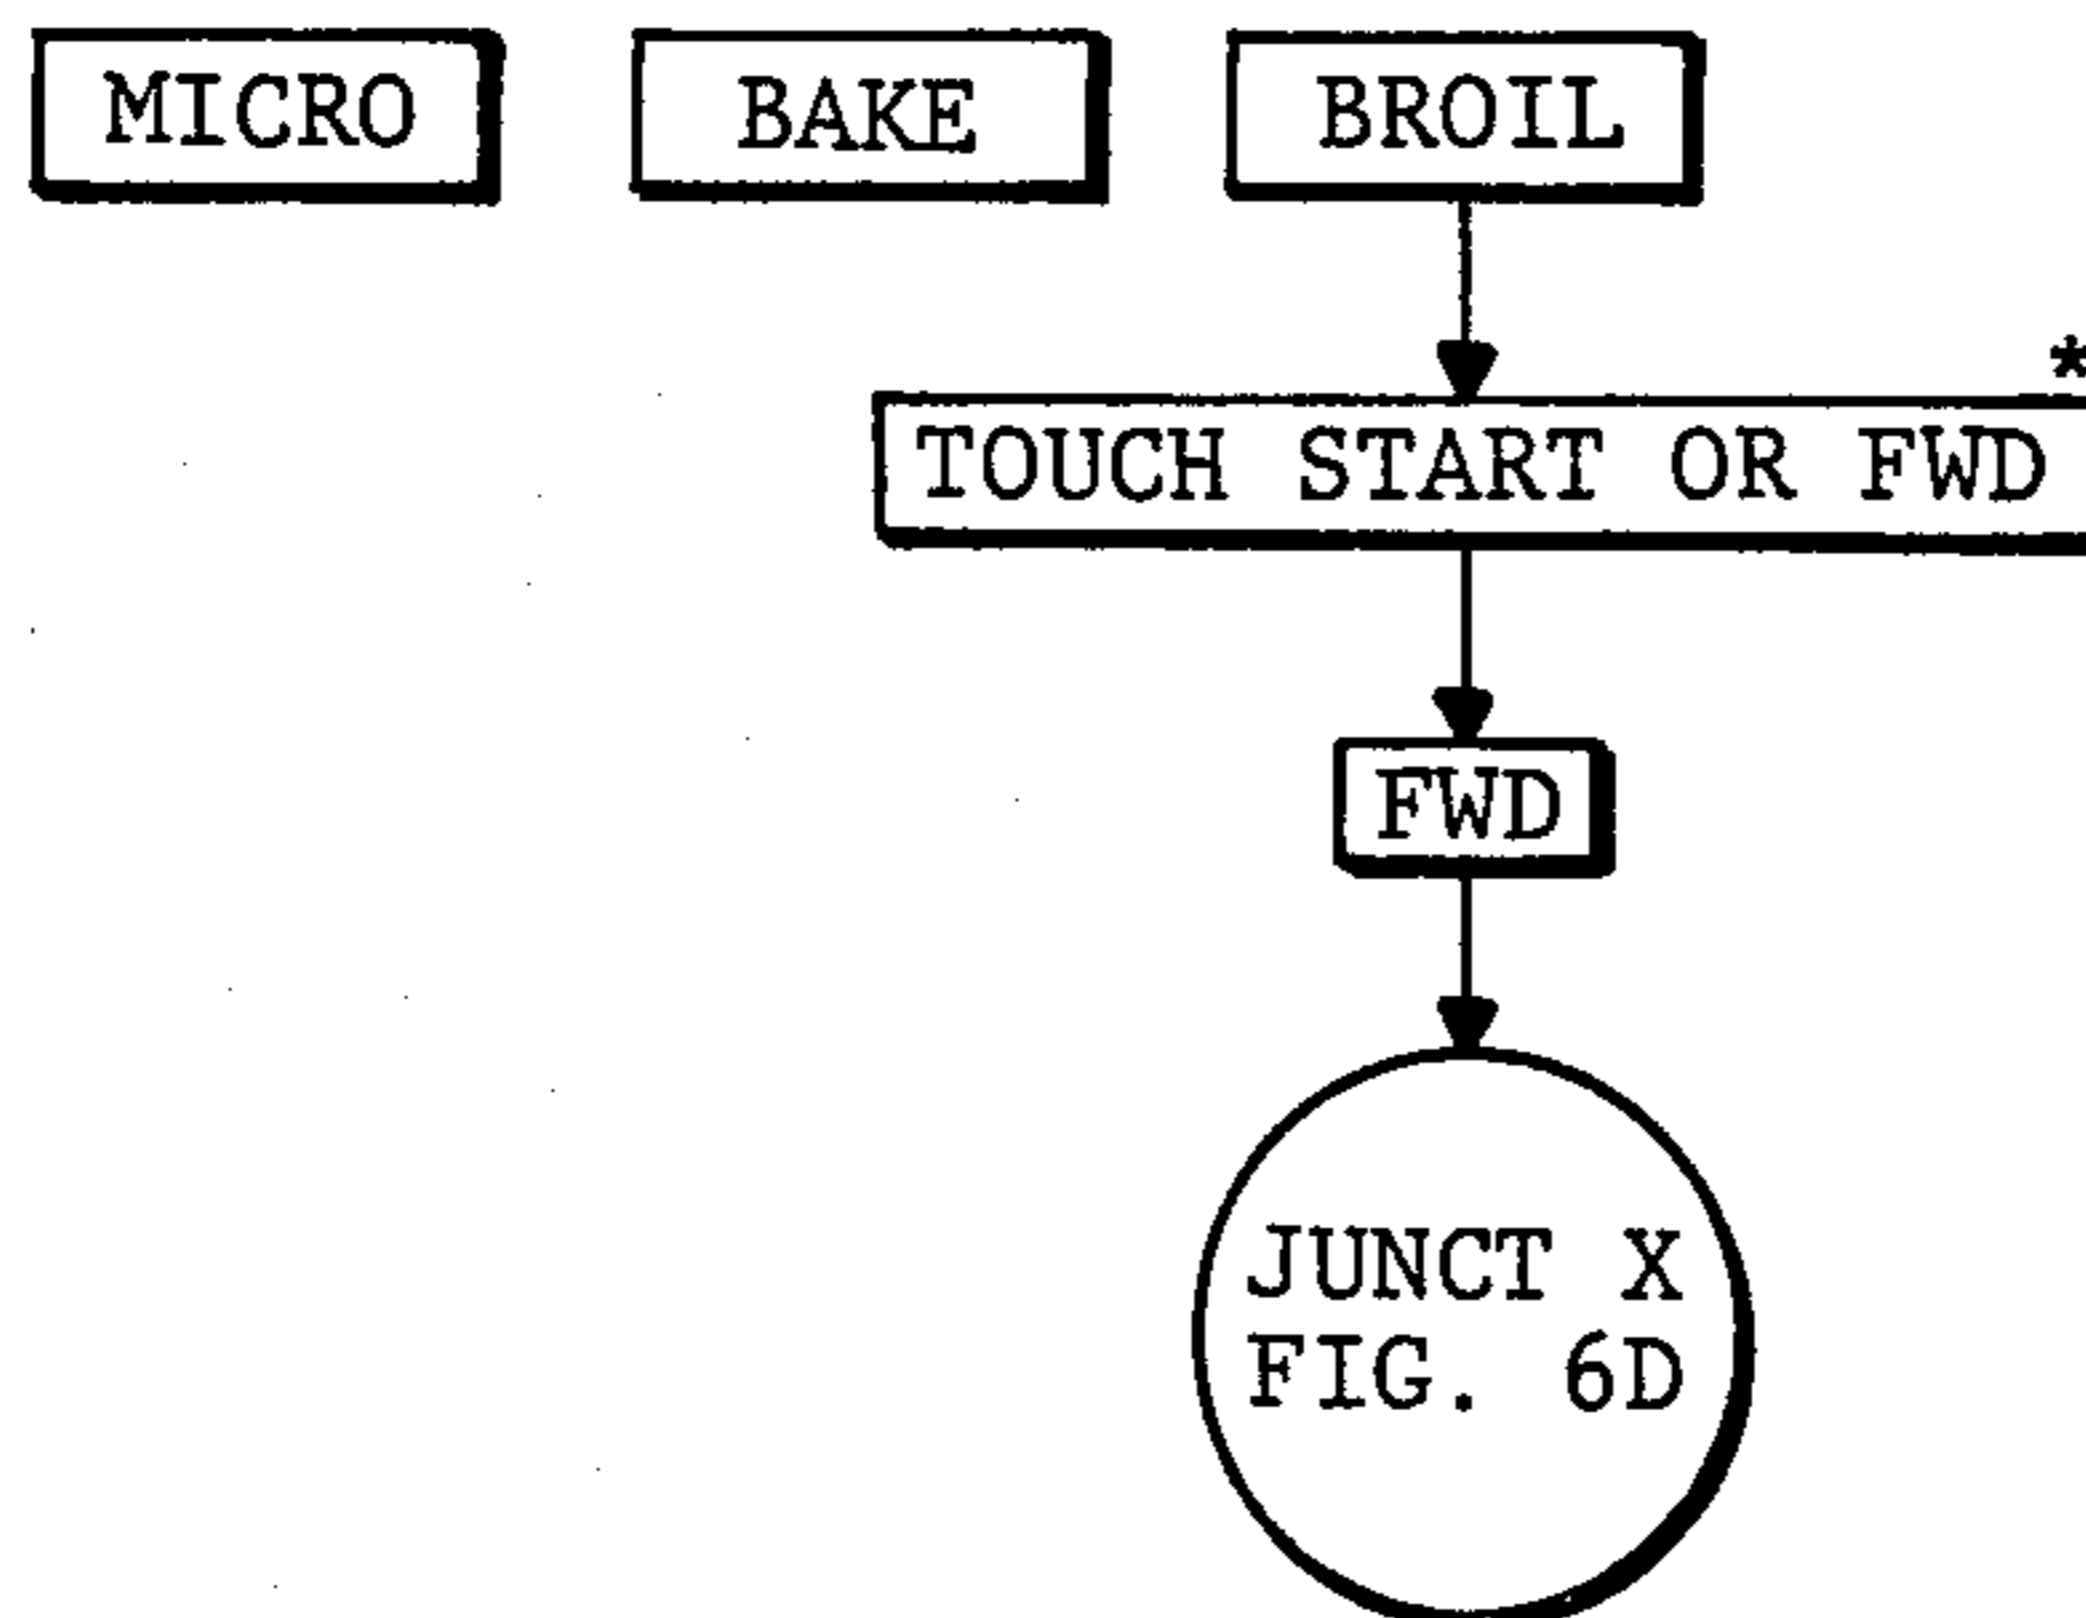 MICRO BAKE BROIL
*
TOUCH START OR FWD
FWD
JUNCT X
FIG. 6D